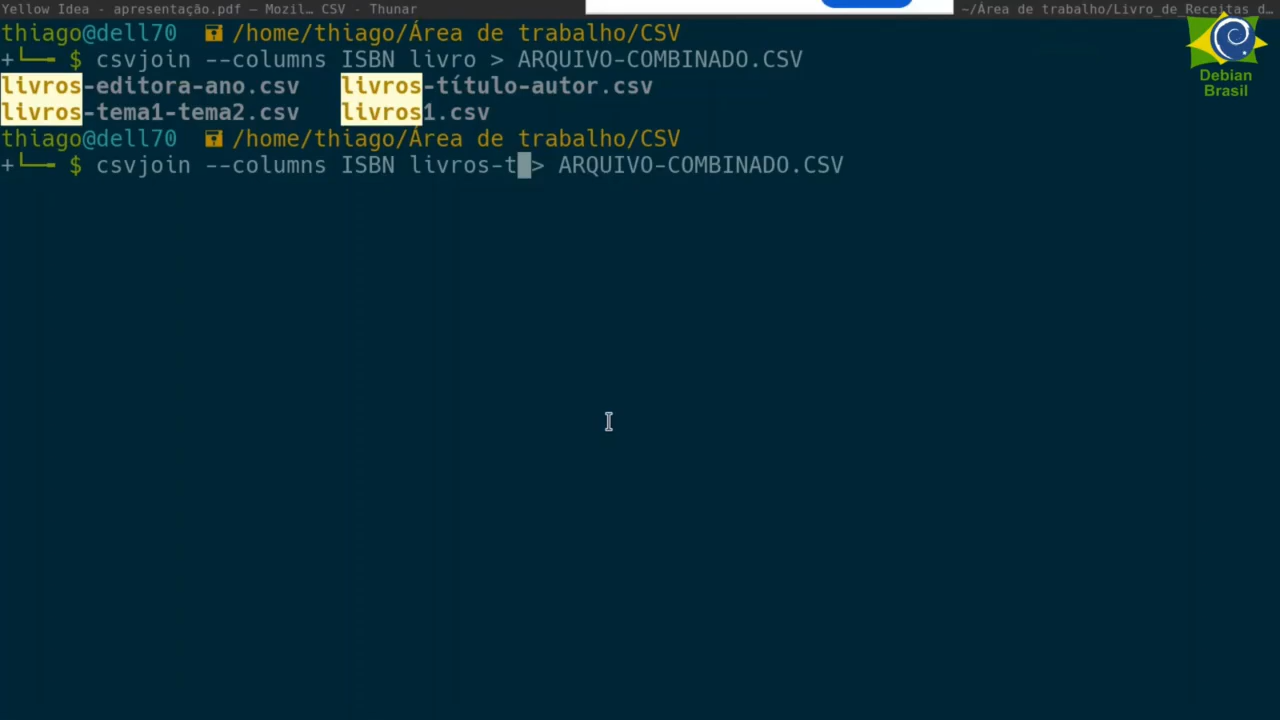 Yellow Idea - apresentação.pdf — Mozil… CSV - Thunar
~/Área de trabalho/Livro_de_Receitas d…
thiago@dell70 /home/thiago/Área de trabalho/CSV
+└── $ csvjoin --columns ISBN livro > ARQUIVO-COMBINADO.CSV
livros-editora-ano.csv livros-título-autor.csv
livros-tema1-tema2.csv livros1.csv
thiago@dell70 /home/thiago/Área de trabalho/CSV
+└── $ csvjoin --columns ISBN livros-t > ARQUIVO-COMBINADO.CSV
Debian
Brasil